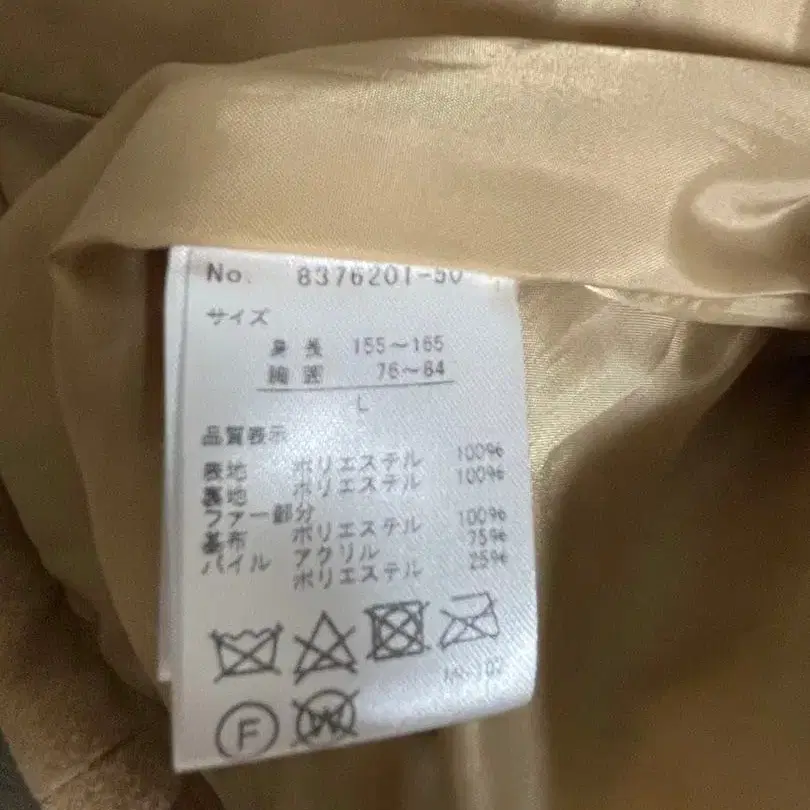 No. 8376201-50
サイズ
身長 155～165
胸囲 76～84
L
品質表示
表地 ポリエステル 100%
裏地 ポリエステル 100%
ファー部分
基布 ポリエステル 100%
パイル アクリル 75%
ポリエステル 25%
F
W